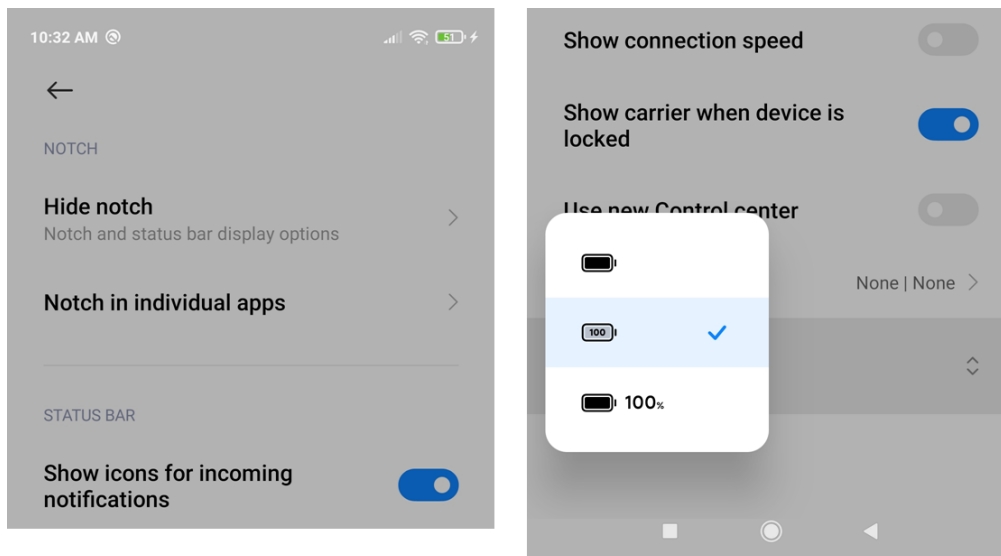 10:32 AM
51
NOTCH
Hide notch
Notch and status bar display options
Notch in individual apps
STATUS BAR
Show icons for incoming
notifications
Show connection speed
Show carrier when device is
locked
Use new Control center
None | None
100
100%